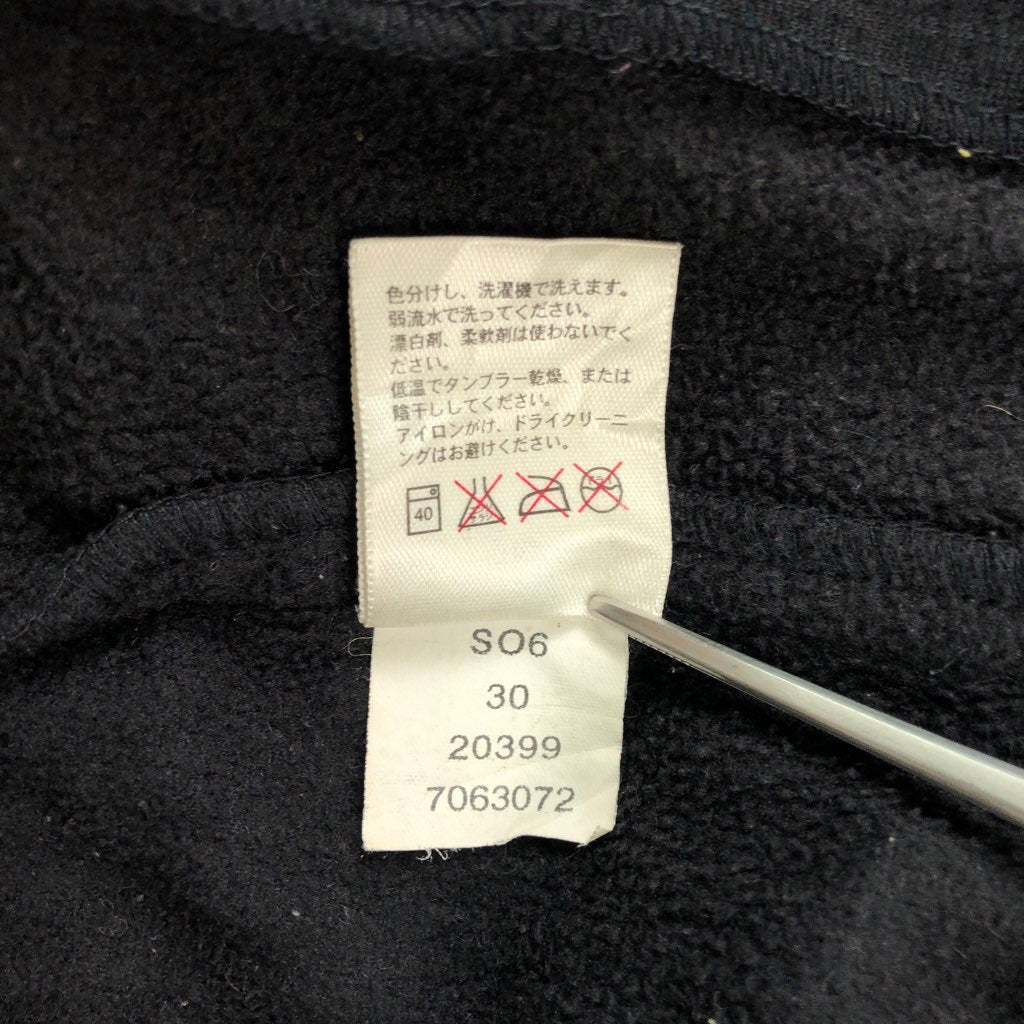 色分けし、洗濯機で洗えます。
弱流水で洗ってください。
漂白剤、柔軟剤は使わないでく
ださい。
低温でタンブラー乾燥、または
陰干ししてください。
アイロンがけ、ドライクリーニ
ングはお避けください。
40
SO6
30
20399
7063072